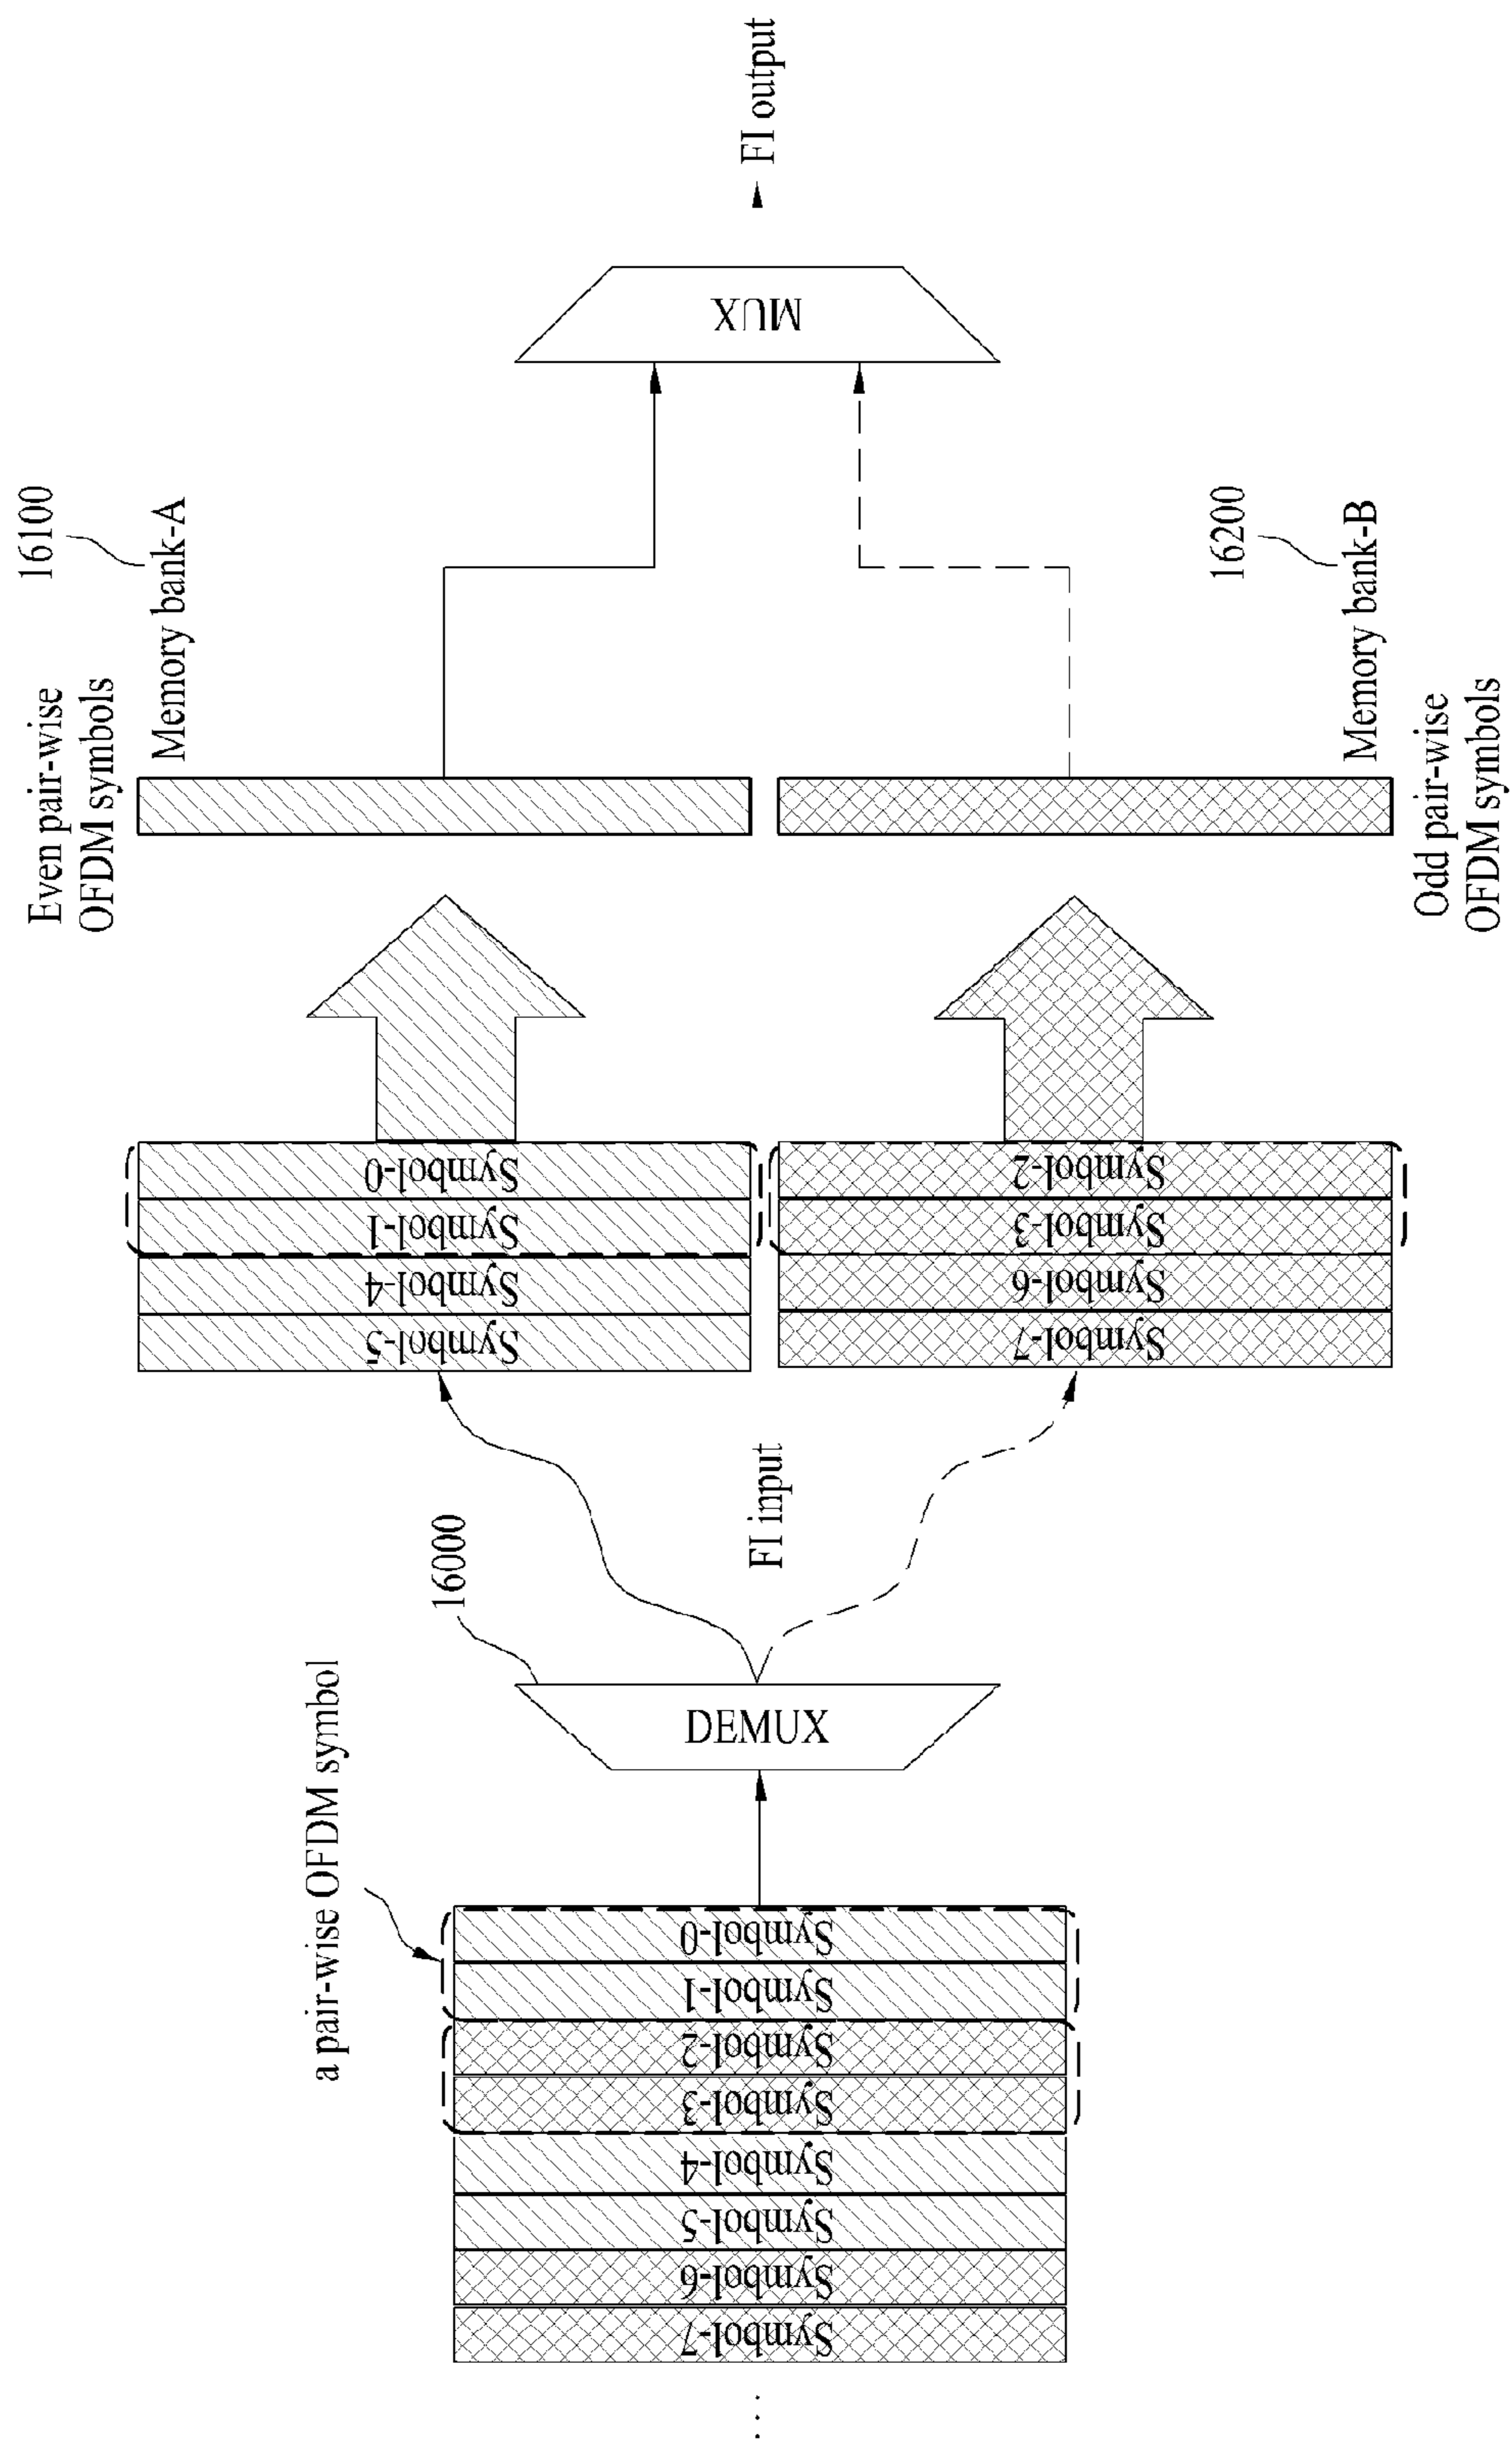 a pair-wise OFDM symbol
Symbol-7
Symbol-6
Symbol-5
Symbol-4
Symbol-3
Symbol-2
Symbol-1
Symbol-0
...
16000
DEMUX
FI input
Symbol-5
Symbol-4
Symbol-1
Symbol-0
Symbol-7
Symbol-6
Symbol-3
Symbol-2
Even pair-wise
OFDM symbols
16100
Memory bank-A
16200
Memory bank-B
Odd pair-wise
OFDM symbols
MUX
FI output